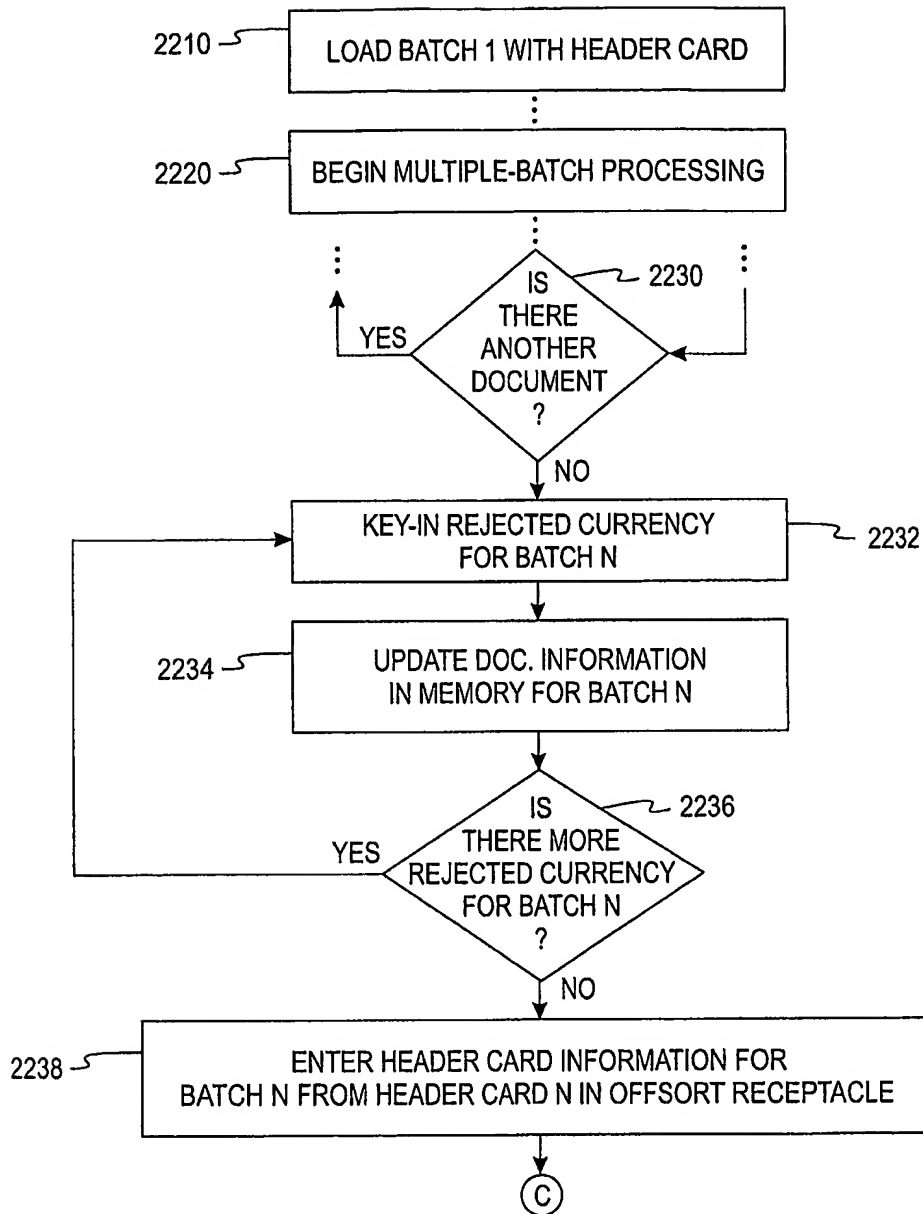 2210
LOAD BATCH 1 WITH HEADER CARD
2220
BEGIN MULTIPLE-BATCH PROCESSING
2230
IS
THERE
ANOTHER
DOCUMENT
?
YES
NO
KEY-IN REJECTED CURRENCY
FOR BATCH N
2232
2234
UPDATE DOC. INFORMATION
IN MEMORY FOR BATCH N
2236
IS
THERE MORE
REJECTED CURRENCY
FOR BATCH N
?
YES
NO
2238
ENTER HEADER CARD INFORMATION FOR
BATCH N FROM HEADER CARD N IN OFFSORT RECEPTACLE
C